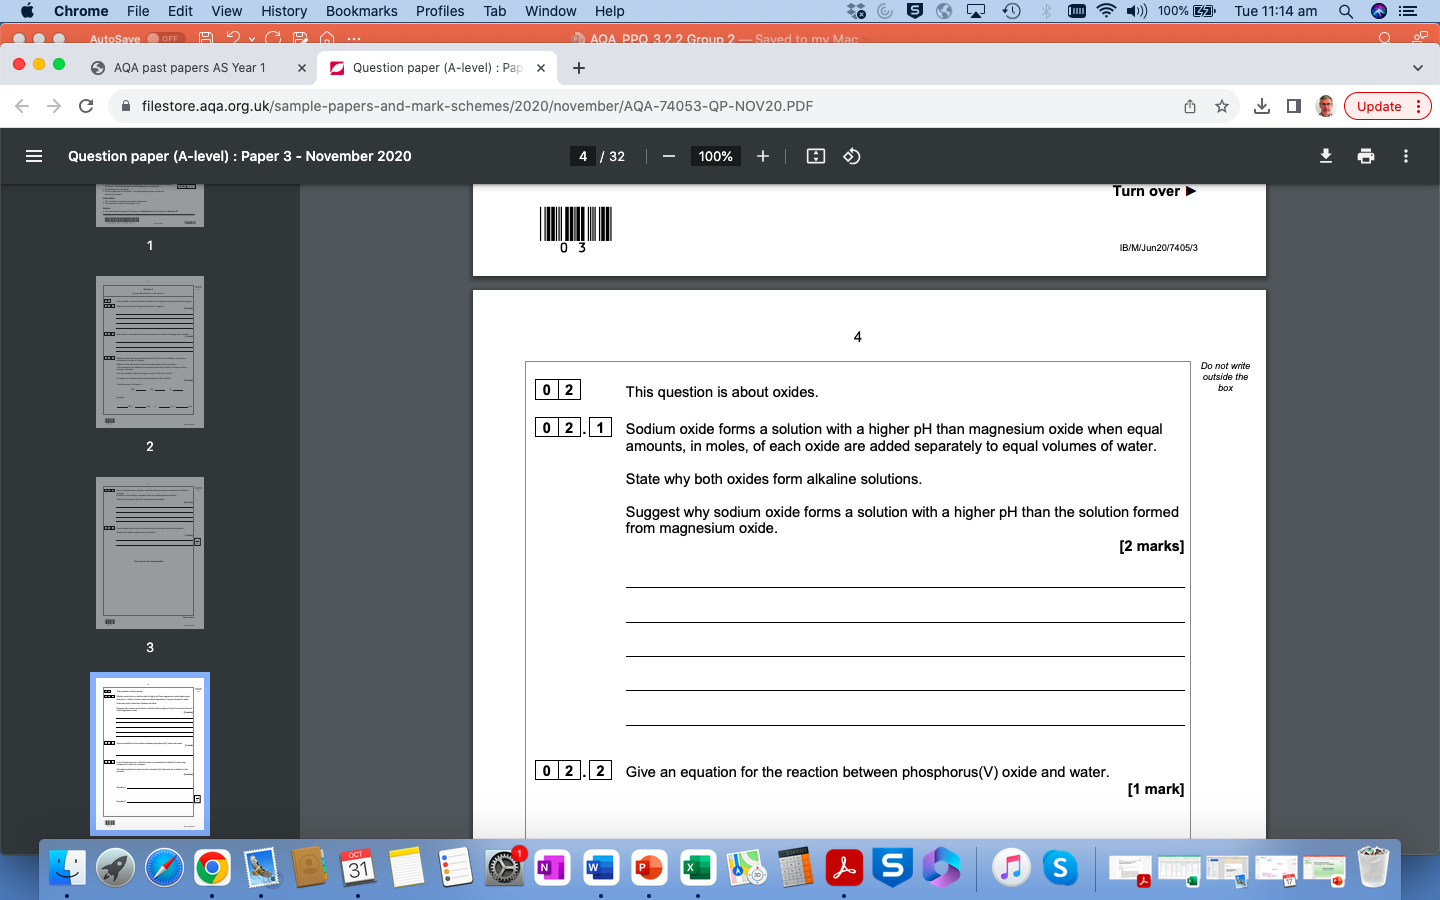 Chrome File Edit View History Bookmarks Profiles Tab Window Help 100% Tue 11:14 am
AutoSave OFF AQA PPQ 3.2.2 Group 2 — Saved to my Mac
AQA past papers AS Year 1 Question paper (A-level) : Pap
filestore.aqa.org.uk/sample-papers-and-mark-schemes/2020/november/AQA-74053-QP-NOV20.PDF Update
Question paper (A-level) : Paper 3 - November 2020 4 / 32 100%
1
2
3
Turn over
0 3
IB/M/Jun20/7405/3
4
Do not write
outside the
box
0 2 This question is about oxides.
0 2 . 1 Sodium oxide forms a solution with a higher pH than magnesium oxide when equal
amounts, in moles, of each oxide are added separately to equal volumes of water.
State why both oxides form alkaline solutions.
Suggest why sodium oxide forms a solution with a higher pH than the solution formed
from magnesium oxide.
[2 marks]
0 2 . 2 Give an equation for the reaction between phosphorus(V) oxide and water.
[1 mark]
OCT
31
1